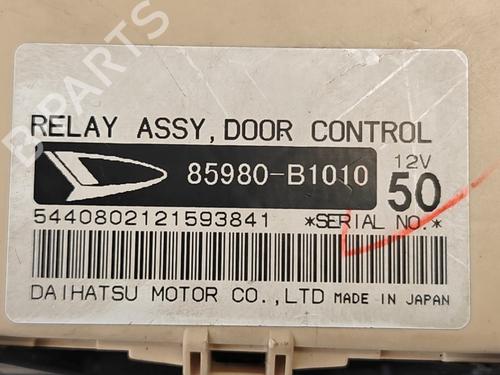 B-PARTS
RELAY ASSY, DOOR CONTROL
85980-B1010
12V
50
5440802121593841 *SERIAL NO.*
DAIHATSU MOTOR CO.,LTD MADE IN JAPAN